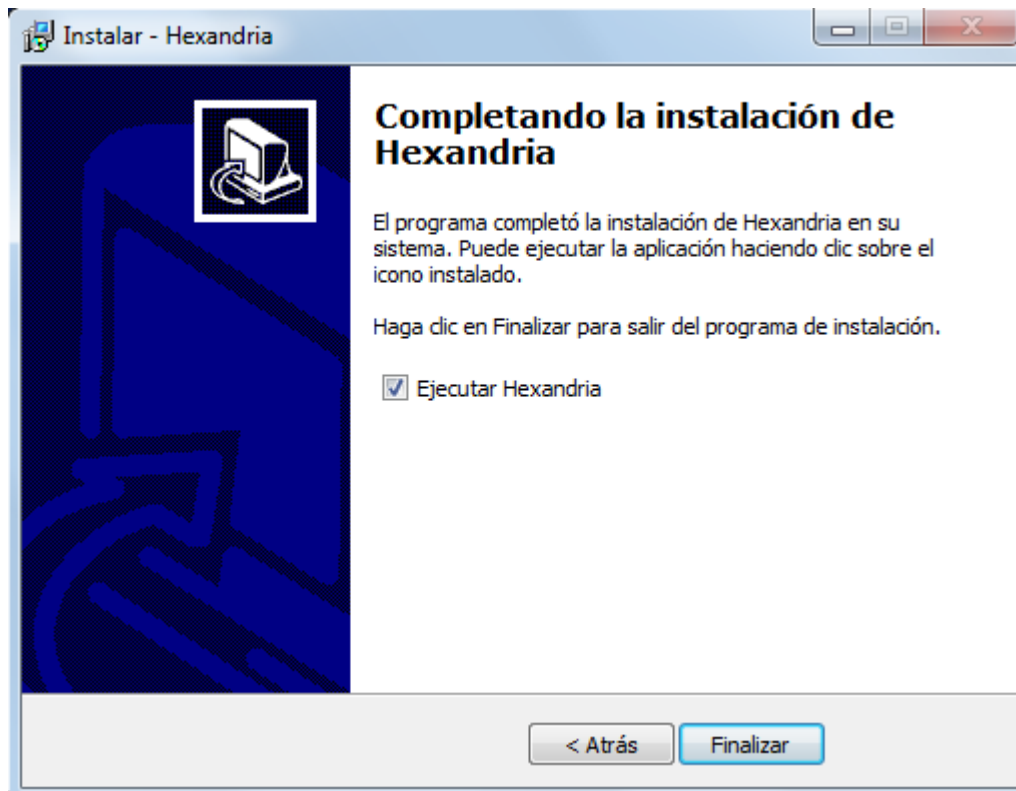 Instalar - Hexandria
Completando la instalación de
Hexandria
El programa completó la instalación de Hexandria en su
sistema. Puede ejecutar la aplicación haciendo clic sobre el
icono instalado.
Haga clic en Finalizar para salir del programa de instalación.
Ejecutar Hexandria
< Atrás
Finalizar